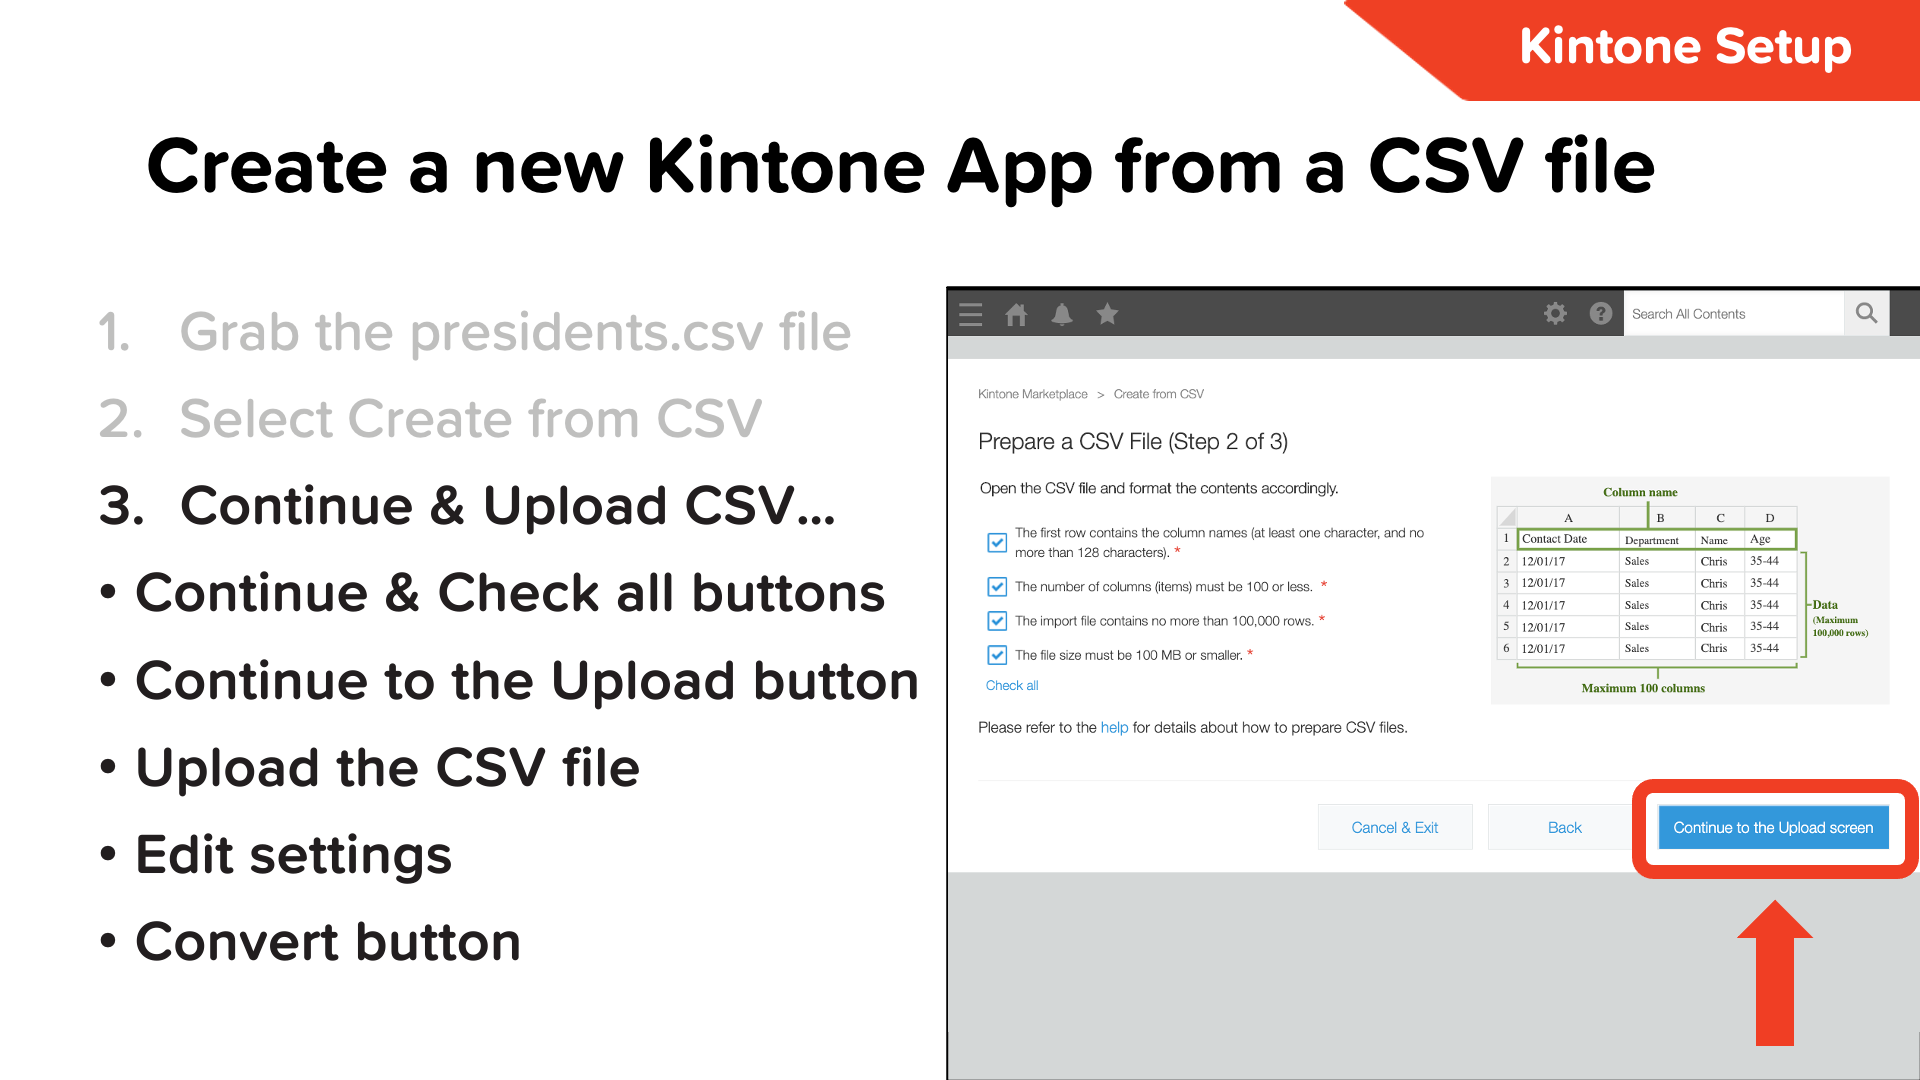 Kintone Setup
Create a new Kintone App from a CSV file
1. Grab the presidents.csv file
2. Select Create from CSV
3. Continue & Upload CSV...
• Continue & Check all buttons
• Continue to the Upload button
• Upload the CSV file
• Edit settings
• Convert button
Search All Contents
Kintone Marketplace > Create from CSV
Prepare a CSV File (Step 2 of 3)
Open the CSV file and format the contents accordingly.
The first row contains the column names (at least one character, and no
more than 128 characters). *
The number of columns (items) must be 100 or less. *
The import file contains no more than 100,000 rows. *
The file size must be 100 MB or smaller. *
Check all
Please refer to the help for details about how to prepare CSV files.
Column name
A B C D
1 Contact Date Department Name Age
2 12/01/17 Sales Chris 35-44
3 12/01/17 Sales Chris 35-44
4 12/01/17 Sales Chris 35-44
5 12/01/17 Sales Chris 35-44
6 12/01/17 Sales Chris 35-44
Data
(Maximum
100,000 rows)
Maximum 100 columns
Cancel & Exit
Back
Continue to the Upload screen